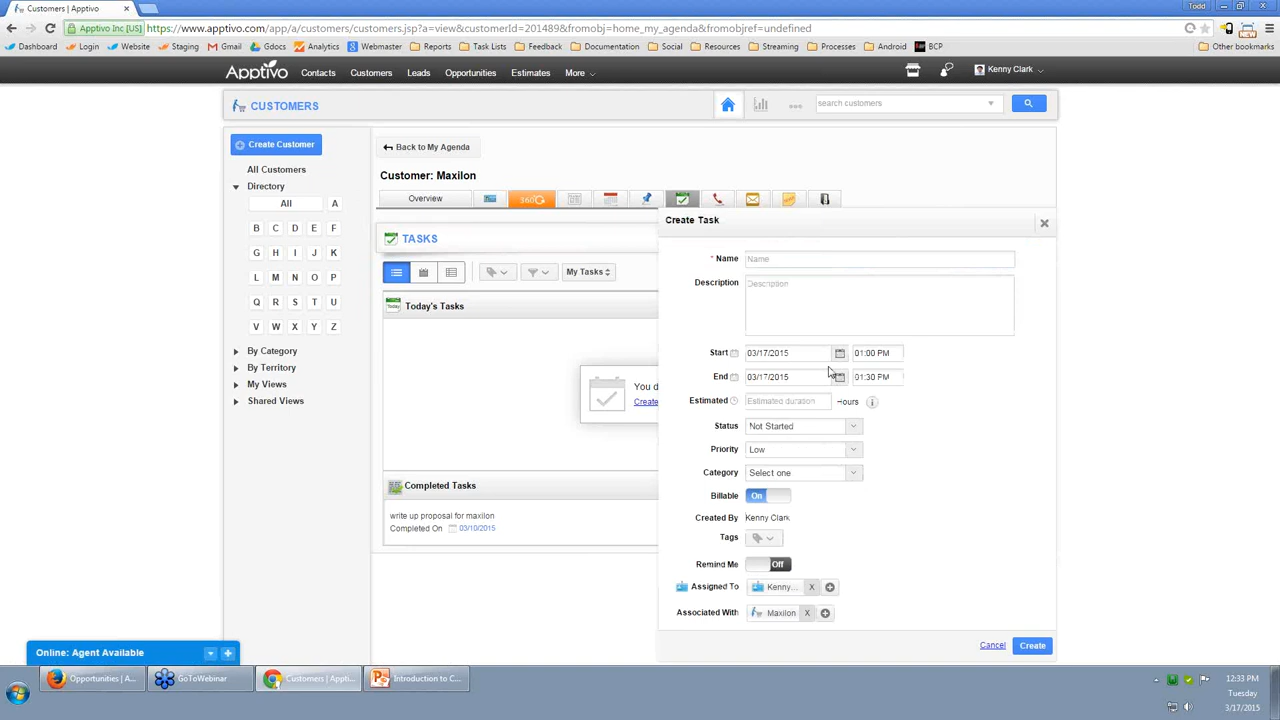 Customers | Apptivo
Todd
Apptivo Inc [US] https://www.apptivo.com/app/a/customers/customers.jsp?a=view&customerId=201489&fromobj=home_my_agenda&fromobjref=undefined
Dashboard Login Website Staging Gmail Gdocs Analytics Webmaster Reports Task Lists Feedback Documentation Social Resources Streaming Processes Android BCP Other bookmarks
Apptivo Contacts Customers Leads Opportunities Estimates More Kenny Clark
CUSTOMERS search customers
Create Customer
Back to My Agenda
All Customers
Directory
All A
B C D E F
G H I J K
L M N O P
Q R S T U
V W X Y Z
By Category
By Territory
My Views
Shared Views
Customer: Maxilon
Overview 360
TASKS
My Tasks
Today's Tasks
You d
Create
Completed Tasks
write up proposal for maxilon
Completed On 03/10/2015
Create Task
* Name Name
Description Description
Start 03/17/2015 01:00 PM
End 03/17/2015 01:30 PM
Estimated Estimated duration Hours
Status Not Started
Priority Low
Category Select one
Billable On
Created By Kenny Clark
Tags
Remind Me Off
Assigned To Kenny... X
Associated With Maxilon X
Cancel Create
Online: Agent Available
Opportunities | A... GoToWebinar Customers | Appti... Introduction to C...
12:33 PM
Tuesday
3/17/2015